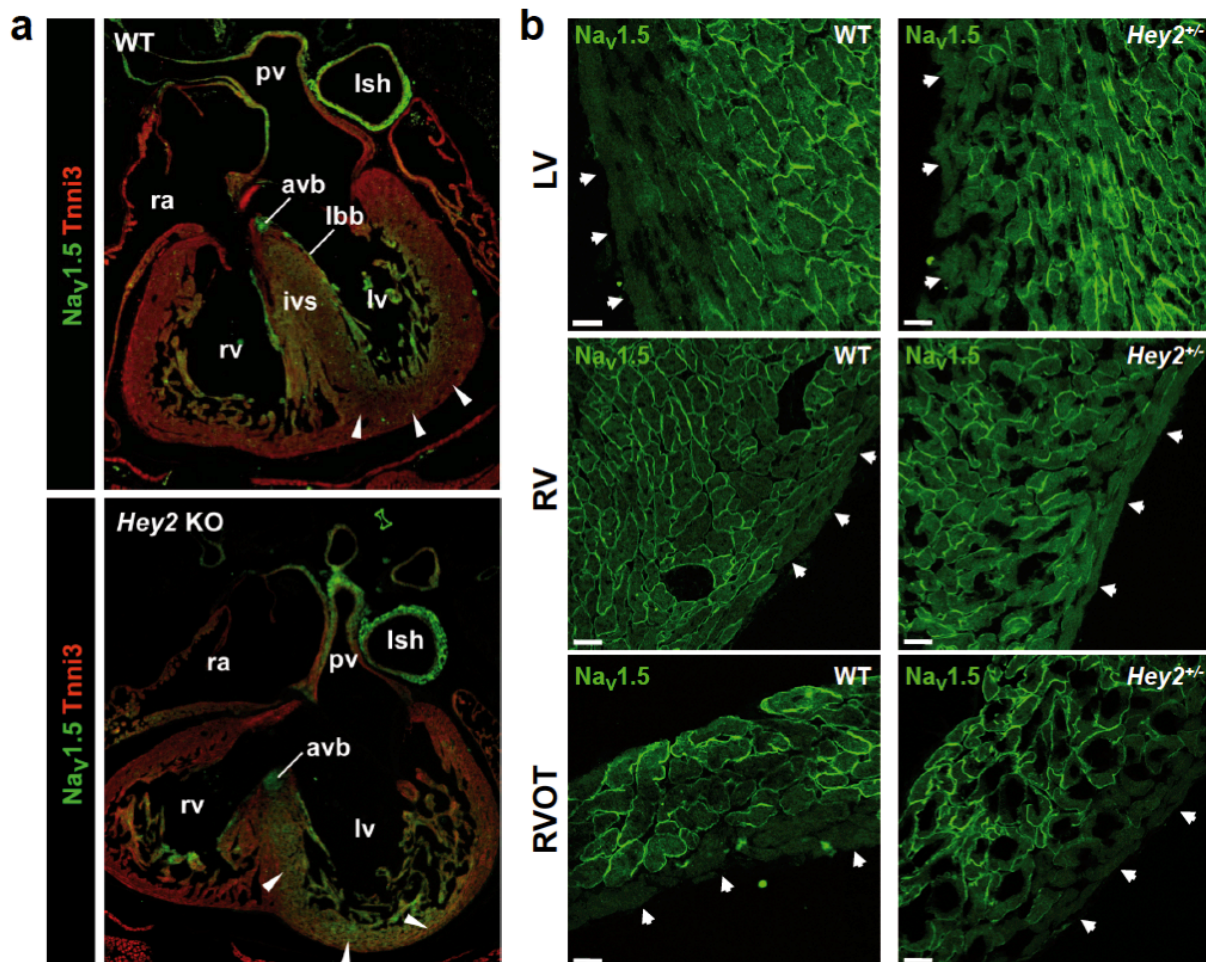 a
Nav1.5 Tnni3
WT
pv
lsh
avb
lbb
ra
ivs
lv
rv
Nav1.5 Tnni3
Hey2 KO
lsh
ra
pv
avb
rv
lv
b
LV
Nav1.5 WT
Nav1.5 Hey2+/-
RV
Nav1.5 WT
Nav1.5 Hey2+/-
RVOT
Nav1.5 WT
Nav1.5 Hey2+/-